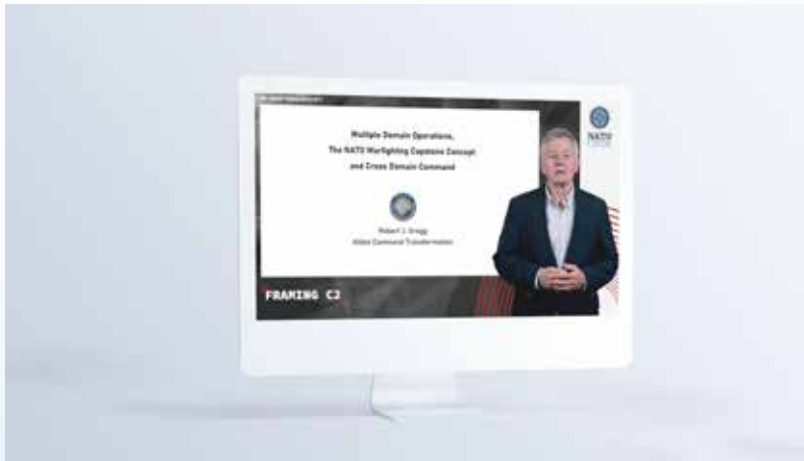 Multiple Domain Operations,
The NATO Warfighting Capstone Concept
and Cross Domain Command
Robert J. Gregg
Allied Command Transformation
NATO
FRAMING C2